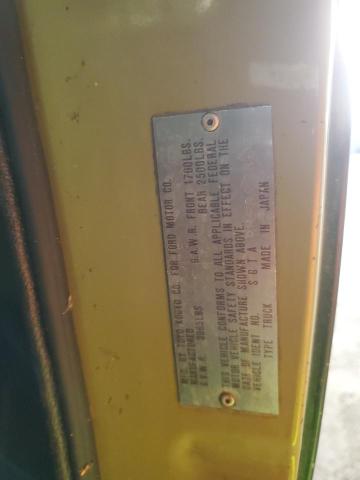 MFD. BY TOYO KOGYO CO. FOR FORD MOTOR CO.
MANUFACTURED
G.V.W.R. LBS G.A.W.R. FRONT 1700LBS.
REAR 2500LBS.
THIS VEHICLE CONFORMS TO ALL APPLICABLE FEDERAL
MOTOR VEHICLE SAFETY STANDARDS IN EFFECT ON THE
DATE OF MANUFACTURE SHOWN ABOVE.
VEHICLE IDENT NO. SGTA
TYPE TRUCK MADE IN JAPAN